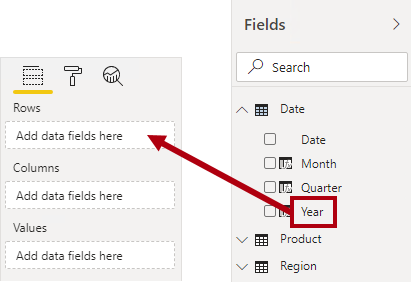 Rows
Add data fields here
Columns
Add data fields here
Values
Add data fields here
Fields
Search
Date
Date
Month
Quarter
Year
Product
Region